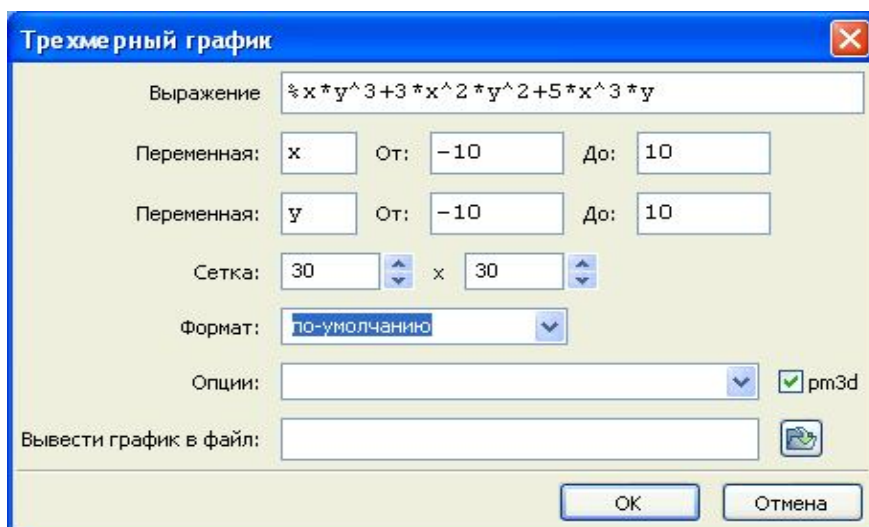 Трехмерный график
Выражение %x*y^3+3*x^2*y^2+5*x^3*y
Переменная: x От: -10 До: 10
Переменная: y От: -10 До: 10
Сетка: 30 x 30
Формат: по-умолчанию
Опции: pm3d
Вывести график в файл:
OK Отмена